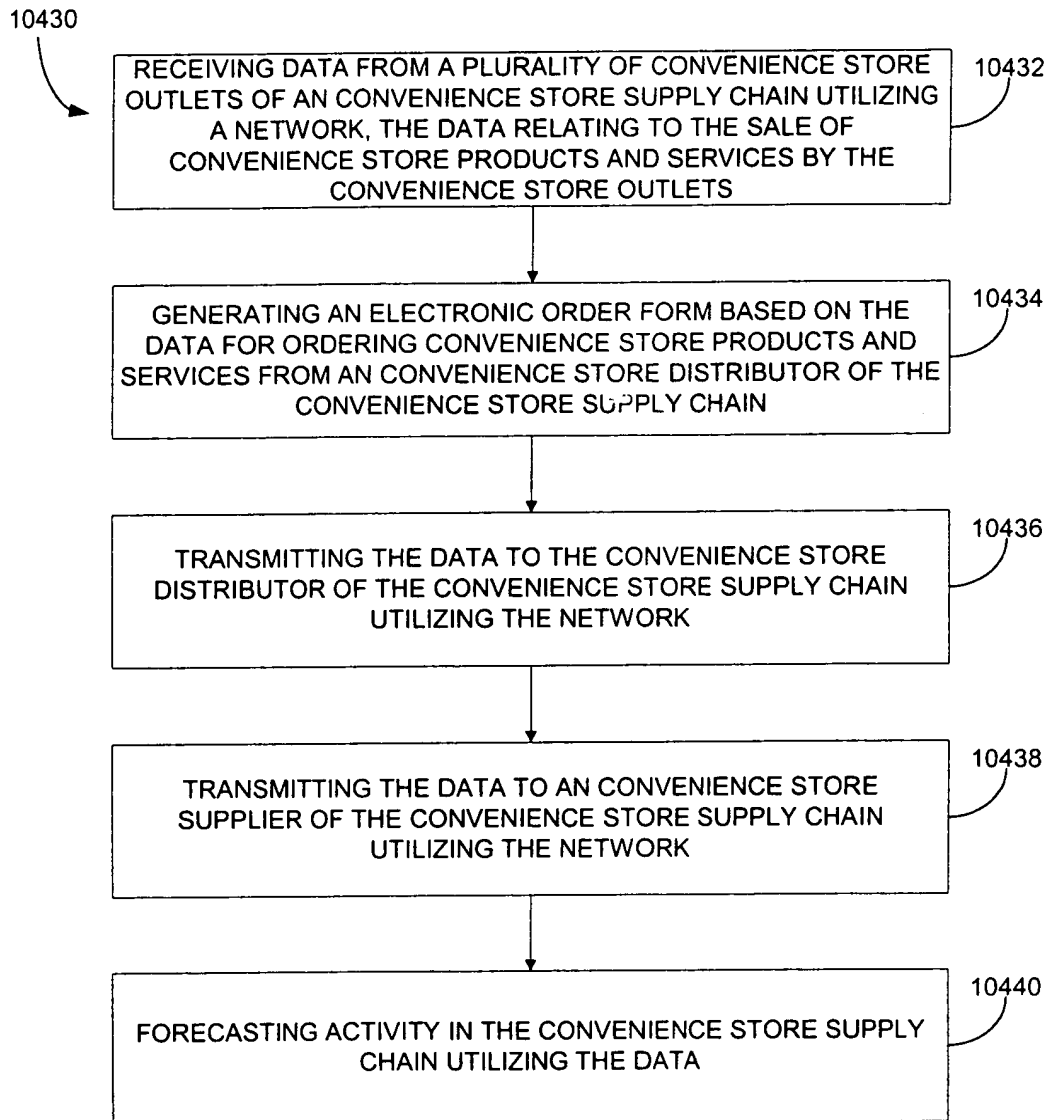 10430
RECEIVING DATA FROM A PLURALITY OF CONVENIENCE STORE
OUTLETS OF AN CONVENIENCE STORE SUPPLY CHAIN UTILIZING
A NETWORK, THE DATA RELATING TO THE SALE OF
CONVENIENCE STORE PRODUCTS AND SERVICES BY THE
CONVENIENCE STORE OUTLETS
10432
GENERATING AN ELECTRONIC ORDER FORM BASED ON THE
DATA FOR ORDERING CONVENIENCE STORE PRODUCTS AND
SERVICES FROM AN CONVENIENCE STORE DISTRIBUTOR OF THE
CONVENIENCE STORE SUPPLY CHAIN
10434
TRANSMITTING THE DATA TO THE CONVENIENCE STORE
DISTRIBUTOR OF THE CONVENIENCE STORE SUPPLY CHAIN
UTILIZING THE NETWORK
10436
TRANSMITTING THE DATA TO AN CONVENIENCE STORE
SUPPLIER OF THE CONVENIENCE STORE SUPPLY CHAIN
UTILIZING THE NETWORK
10438
FORECASTING ACTIVITY IN THE CONVENIENCE STORE SUPPLY
CHAIN UTILIZING THE DATA
10440